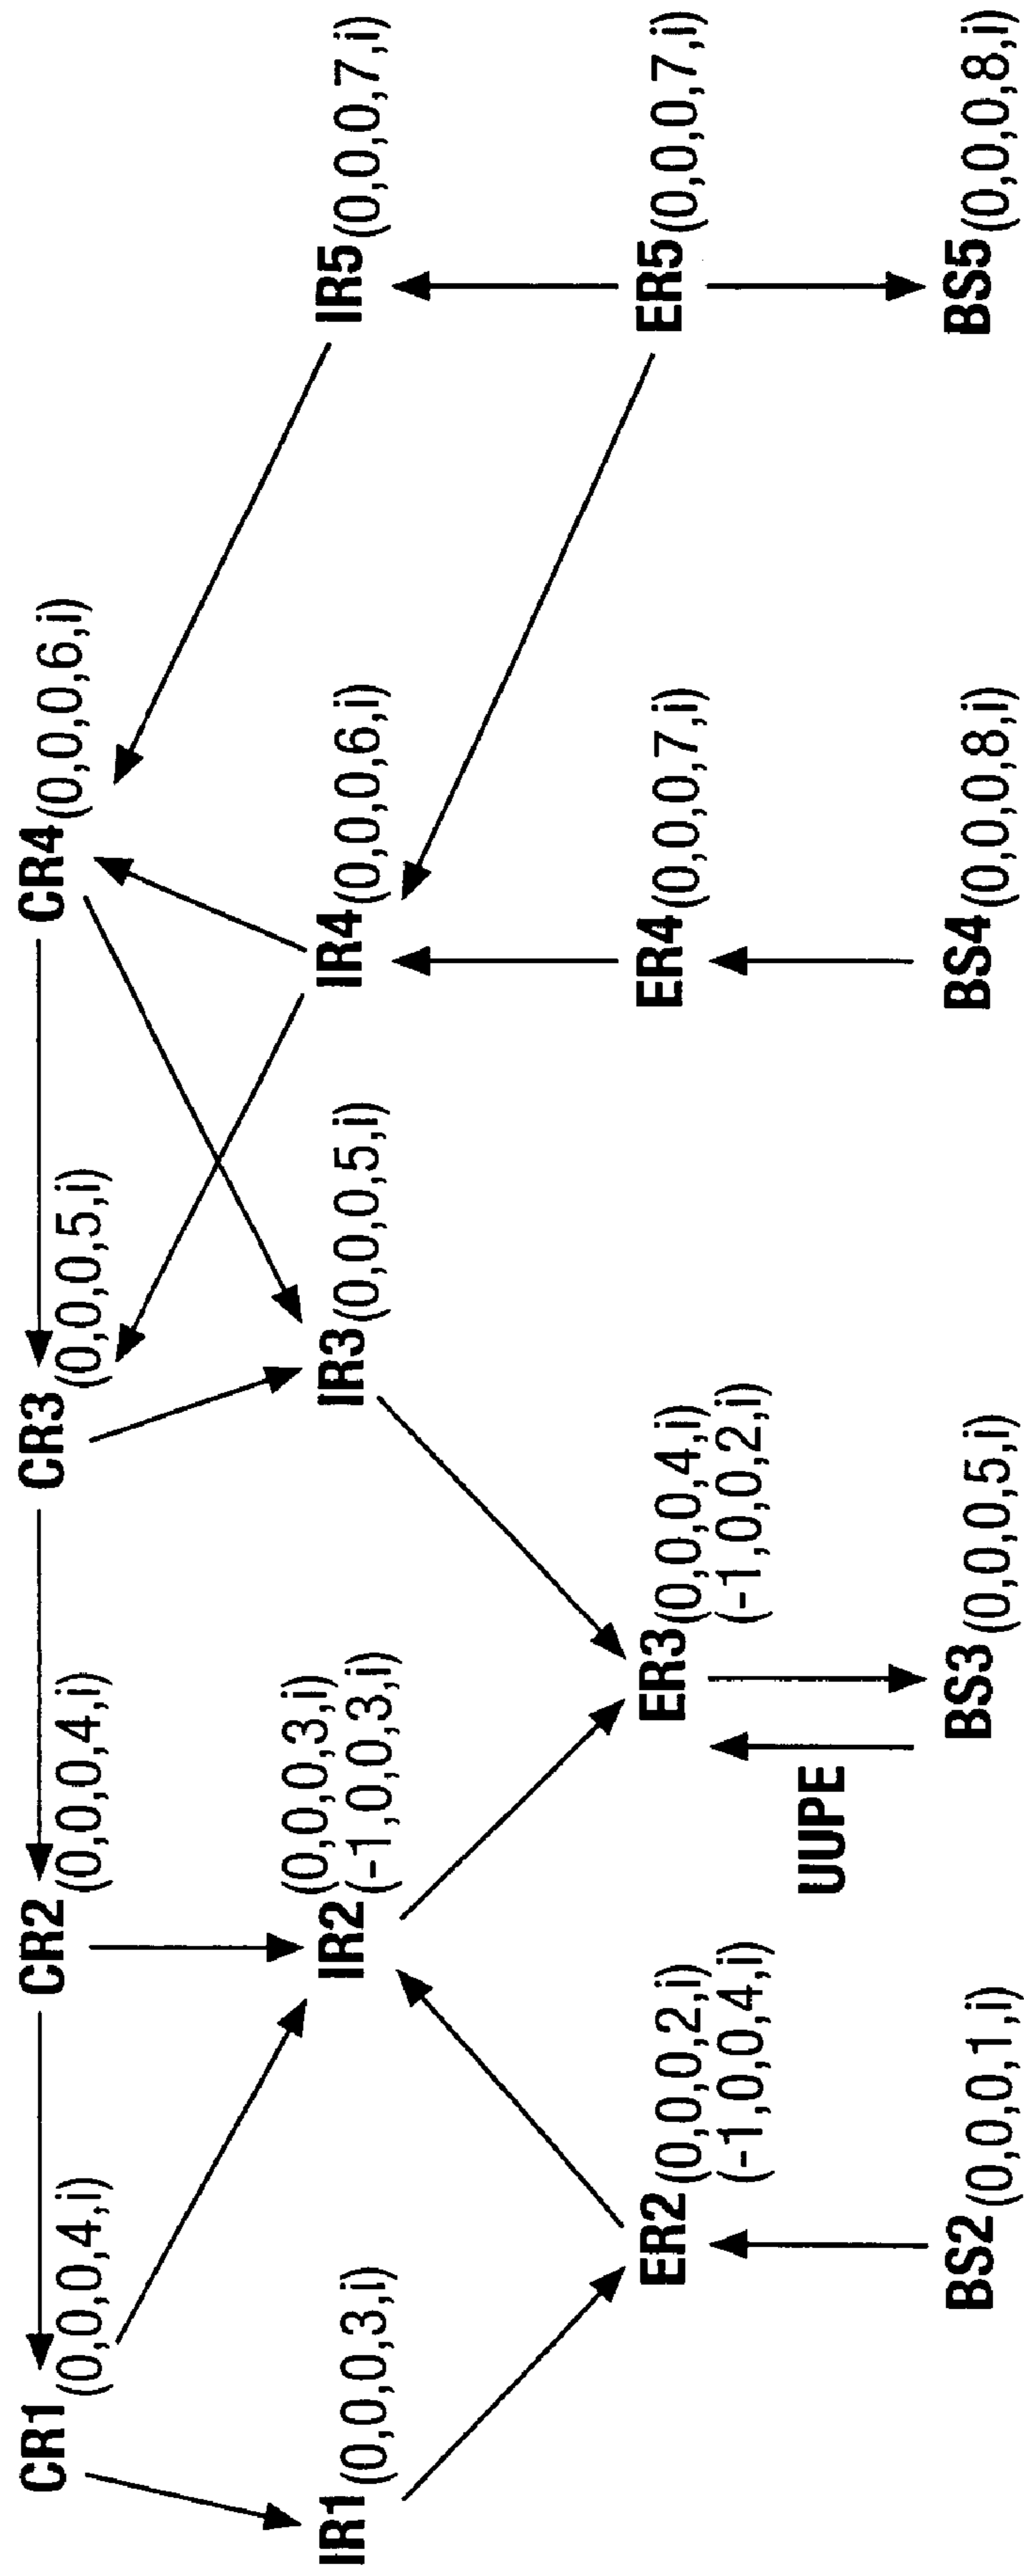 CR1(0,0,0,4,i)
CR2(0,0,0,4,i)
CR3(0,0,0,5,i)
CR4(0,0,0,6,i)
IR1(0,0,0,3,i)
IR2(0,0,0,3,i)
(-1,0,0,3,i)
IR3(0,0,0,5,i)
IR4(0,0,0,6,i)
IR5(0,0,0,7,i)
ER2(0,0,0,2,i)
(-1,0,0,4,i)
ER3(0,0,0,4,i)
(-1,0,0,2,i)
ER4(0,0,0,7,i)
ER5(0,0,0,7,i)
UUPE
BS2(0,0,0,1,i)
BS3(0,0,0,5,i)
BS4(0,0,0,8,i)
BS5(0,0,0,8,i)